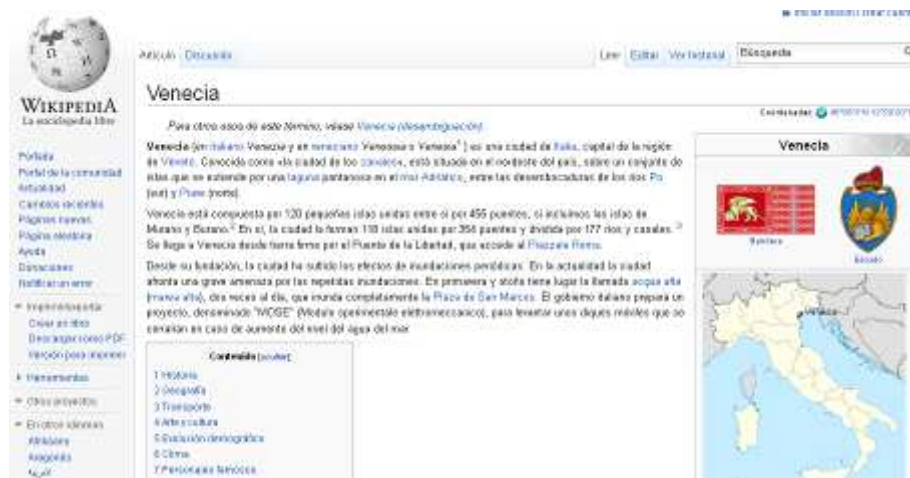 Iniciar sesión Crear cuenta
Artículo Discusión
Leer Editar Ver historial
Búsqueda
WIKIPEDIA
La enciclopedia libre
Venecia
Coordenadas:
Para otros usos de este término, véase Venecia (desambiguación).
Venecia (en italiano Venezia y en veneciano Venessia o Venexia1 ) es una ciudad de Italia, capital de la región
de Véneto. Conocida como «la ciudad de los canales», está situada en el nordeste del país, sobre un conjunto de
islas que se extiende por una laguna pantanosa en el mar Adriático, entre las desembocaduras de los ríos Po
(sur) y Piave (norte).
Venecia está compuesta por 120 pequeñas islas unidas entre sí por 455 puentes, si incluimos las islas de
Murano y Burano.2 En sí, la ciudad la forman 118 islas unidas por 354 puentes y dividida por 177 ríos y canales. 3
Se llega a Venecia desde tierra firme por el Puente de la Libertad, que accede al Piazzale Roma.
Desde su fundación, la ciudad ha sufrido los efectos de inundaciones periódicas. En la actualidad la ciudad
afronta una grave amenaza por las repetidas inundaciones. En primavera y otoño tiene lugar la llamada acqua alta
(marea alta), dos veces al día, que inunda completamente la Plaza de San Marcos. El gobierno italiano prepara un
proyecto, denominado "MOSE" (Modulo sperimentale elettromeccanico), para levantar unos diques móviles que se
cerrarían en caso de aumento del nivel del agua del mar.
Venecia
Bandera
Escudo
Venecia
Portada
Portal de la comunidad
Actualidad
Cambios recientes
Páginas nuevas
Página aleatoria
Ayuda
Donaciones
Notificar un error
Imprimir/exportar
Crear un libro
Descargar como PDF
Versión para imprimir
Herramientas
Otros proyectos
En otros idiomas
Afrikaans
Aragonés
العربية
Contenido [ocultar]
1 Historia
2 Geografía
3 Transporte
4 Arte y cultura
5 Evolución demográfica
6 Clima
7 Personajes famosos